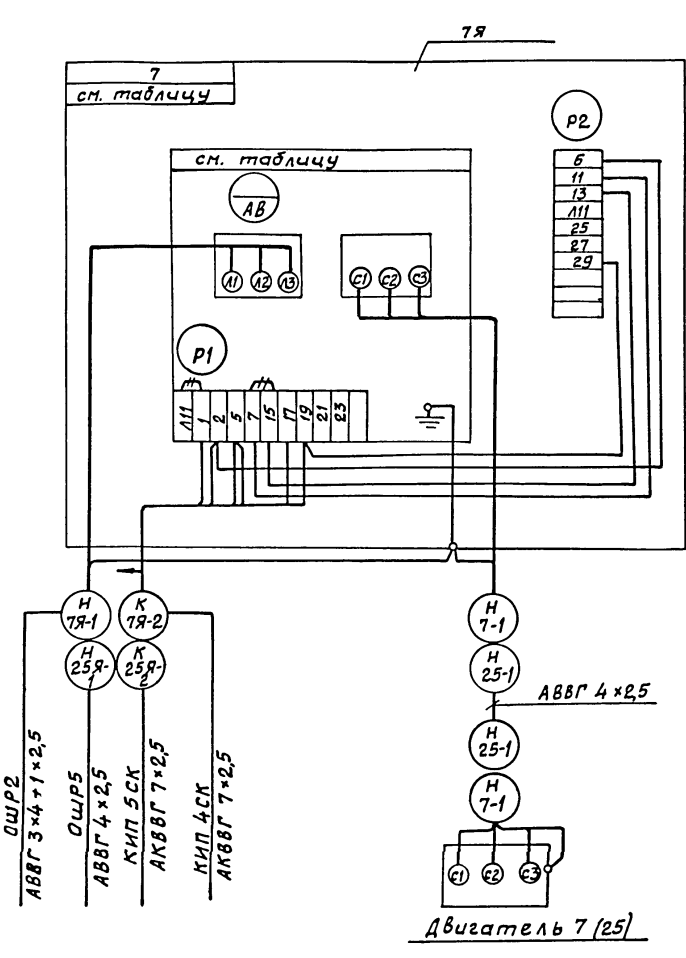 7Я
7
см. таблицу
Р2
6
11
13
Л11
25
27
29
см. таблицу
АВ
Л1 Л2 Л3
С1 С2 С3
Р1
Л11 1 2 5 7 15 17 19 21 23
Н
7Я-1
К
7Я-2
Н
25Я-1
К
25Я-2
Н
7-1
Н
25-1
АВВГ 4×2,5
Н
25-1
Н
7-1
ОШР2
АВВГ 3×4+1×2,5
ОШР5
АВВГ 4×2,5
КИП 5СК
АКВВГ 7×2,5
КИП 4СК
АКВВГ 7×2,5
С1 С2 С3
Двигатель 7 (25)